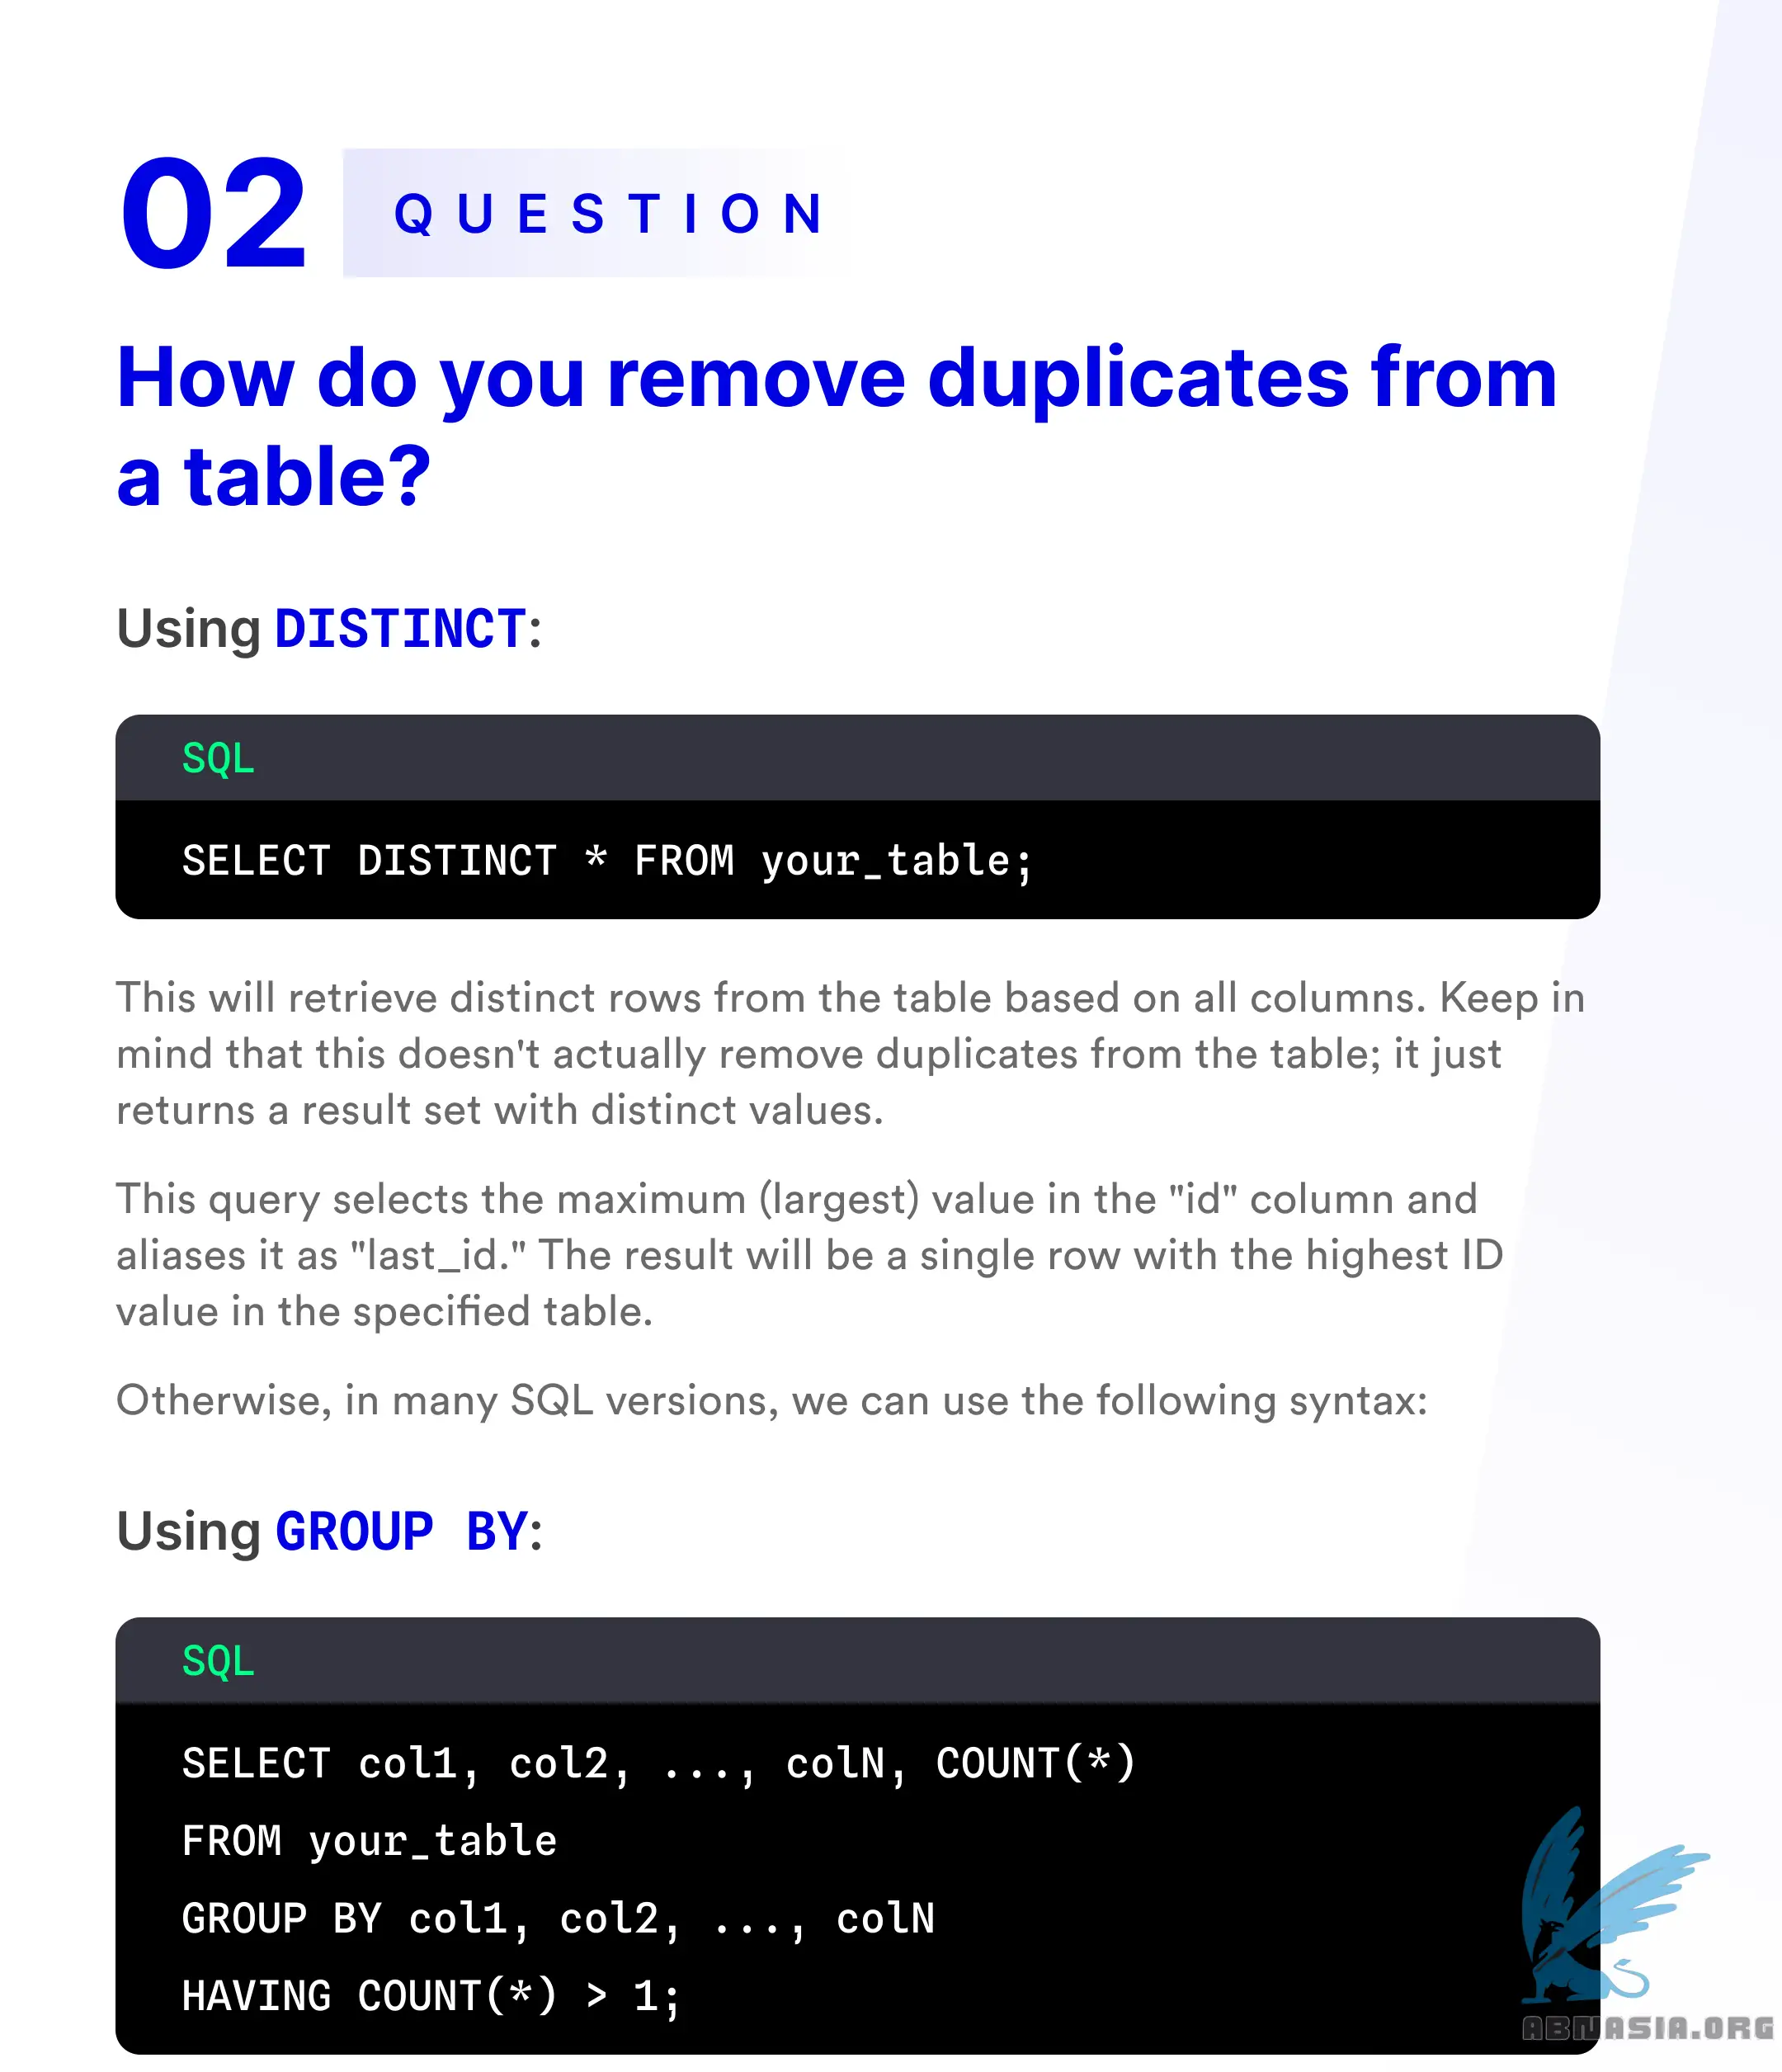 02 QUESTION
How do you remove duplicates from
a table?
Using DISTINCT:
SQL
SELECT DISTINCT * FROM your_table;
This will retrieve distinct rows from the table based on all columns. Keep in
mind that this doesn't actually remove duplicates from the table; it just
returns a result set with distinct values.
This query selects the maximum (largest) value in the "id" column and
aliases it as "last_id." The result will be a single row with the highest ID
value in the specified table.
Otherwise, in many SQL versions, we can use the following syntax:
Using GROUP BY:
SQL
SELECT col1, col2, ..., colN, COUNT(*)
FROM your_table
GROUP BY col1, col2, ..., colN
HAVING COUNT(*) > 1;
ABNASIA.ORG